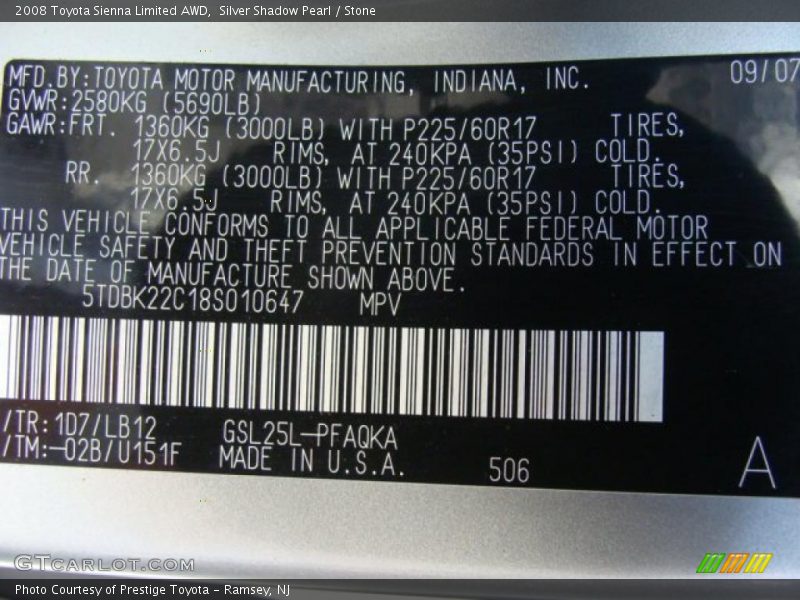 2008 Toyota Sienna Limited AWD,  Silver Shadow Pearl / Stone
MFD.BY:TOYOTA MOTOR MANUFACTURING, INDIANA, INC. 09/07
GVWR:2580KG (5690LB)
GAWR:FRT. 1360KG (3000LB) WITH P225/60R17 TIRES,
17X6.5J RIMS, AT 240KPA (35PSI) COLD.
RR. 1360KG (3000LB) WITH P225/60R17 TIRES,
17X6.5J RIMS, AT 240KPA (35PSI) COLD.
THIS VEHICLE CONFORMS TO ALL APPLICABLE FEDERAL MOTOR
VEHICLE SAFETY AND THEFT PREVENTION STANDARDS IN EFFECT ON
THE DATE OF MANUFACTURE SHOWN ABOVE.
5TDBK22C18S010647 MPV
/TR:1D7/LB12 GSL25L-PFAQKA
/TM:-02B/U151F MADE IN U.S.A. 506 A
GTCARLOT.COM
Photo Courtesy of Prestige Toyota - Ramsey, NJ